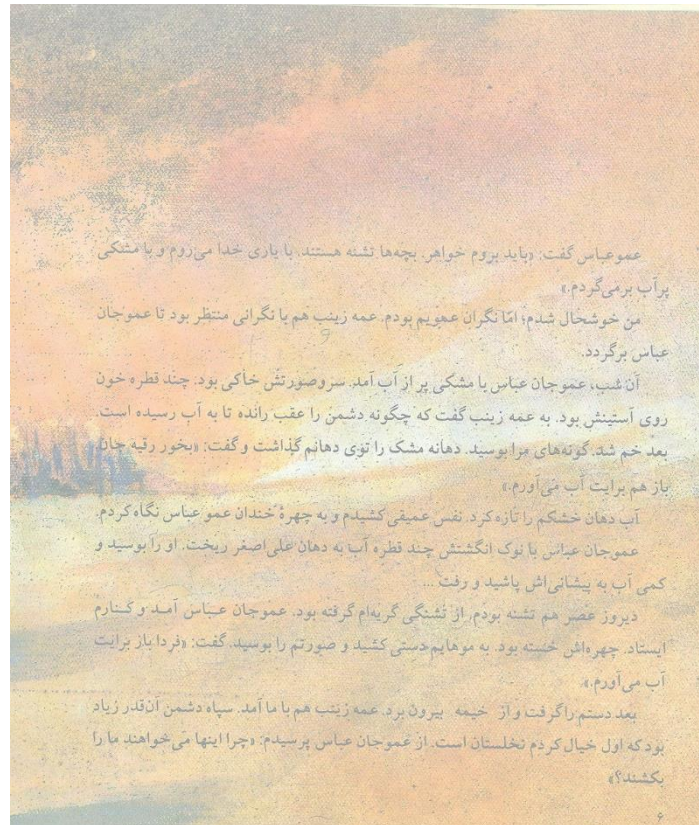 عموعباس گفت: «باید بروم خواهر. بچه‌ها تشنه هستند. با یاری خدا می‌روم و با مشکی
پرآب برمی‌گردم.»
من خوشحال شدم؛ امّا نگران عمویم بودم. عمه زینب هم با نگرانی منتظر بود تا عموجان
عباس برگردد.
آن شب، عموجان عباس با مشکی پر از آب آمد. سروصورتش خاکی بود. چند قطره خون
روی آستینش بود. به عمه زینب گفت که چگونه دشمن را عقب رانده تا به آب رسیده است.
بعد خم شد. گونه‌های مرا بوسید. دهانه مشک را توی دهانم گذاشت و گفت: «بخور رقیه جان
باز هم برایت آب می‌آورم.»
آب دهان خشکم را تازه کرد. نفس عمیقی کشیدم و به چهرهٔ خندان عمو عباس نگاه کردم.
عموجان عباس با نوک انگشتش چند قطره آب به دهان علی‌اصغر ریخت. او را بوسید و
کمی آب به پیشانی‌اش پاشید و رفت ...
دیروز عصر هم تشنه بودم. از تشنگی گریه‌ام گرفته بود. عموجان عباس آمد و کنارم
ایستاد. چهره‌اش خسته بود. به موهایم دستی کشید و صورتم را بوسید. گفت: «فردا باز برایت
آب می‌آورم.»
بعد دستم را گرفت و از خیمه بیرون برد. عمه زینب هم با ما آمد. سپاه دشمن آن‌قدر زیاد
بود که اول خیال کردم نخلستان است. از عموجان عباس پرسیدم: «چرا اینها می‌خواهند ما را
بکشند؟»
۶